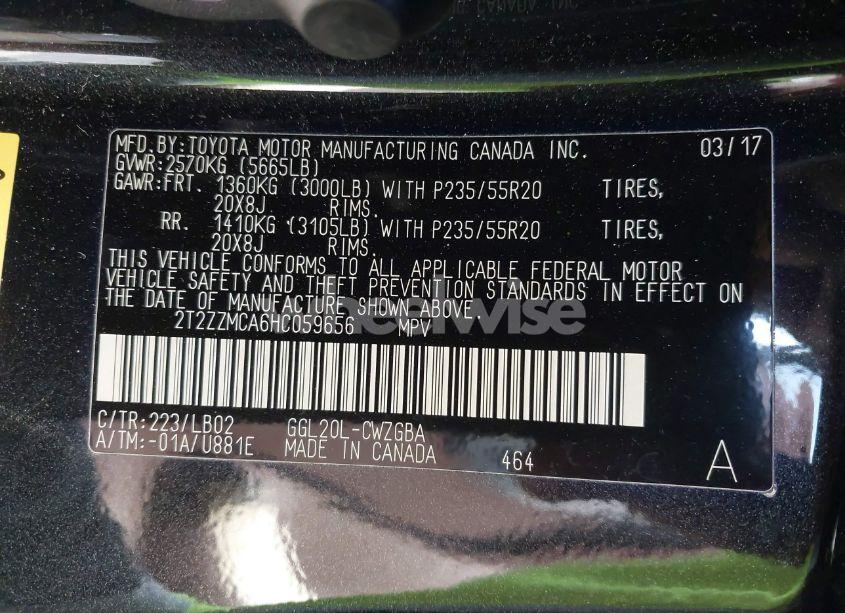 MFD.BY:TOYOTA MOTOR MANUFACTURING CANADA INC. 03/17
GVWR:2570KG (5665LB)
GAWR:FRT. 1360KG (3000LB) WITH P235/55R20 TIRES,
20X8J RIMS.
RR. 1410KG (3105LB) WITH P235/55R20 TIRES,
20X8J RIMS.
THIS VEHICLE CONFORMS TO ALL APPLICABLE FEDERAL MOTOR
VEHICLE SAFETY AND THEFT PREVENTION STANDARDS IN EFFECT ON
THE DATE OF MANUFACTURE SHOWN ABOVE.
2T2ZZMCA6HC059656 MPV
C/TR:223/LB02 GGL20L-CWZGBA
A/TM:-01A/U881E MADE IN CANADA 464 A